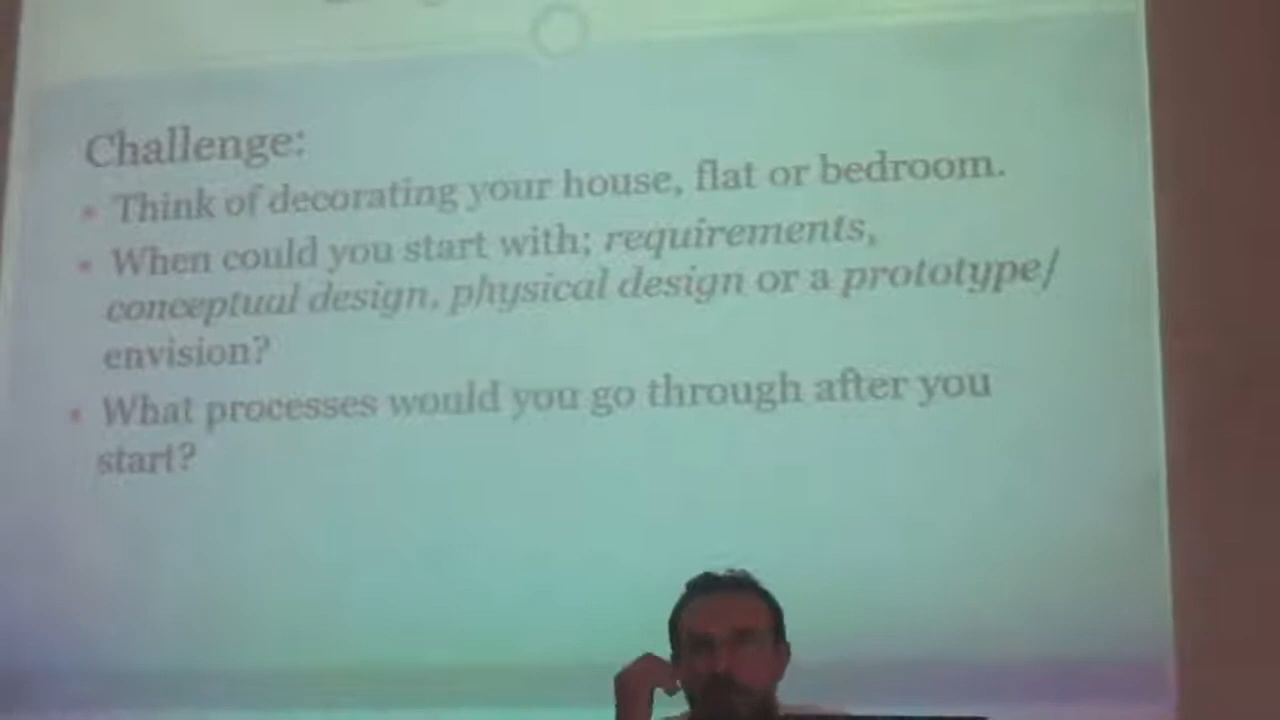 Challenge:
Think of decorating your house, flat or bedroom.
When could you start with; requirements,
conceptual design, physical design or a prototype/
envision?
What processes would you go through after you
start?